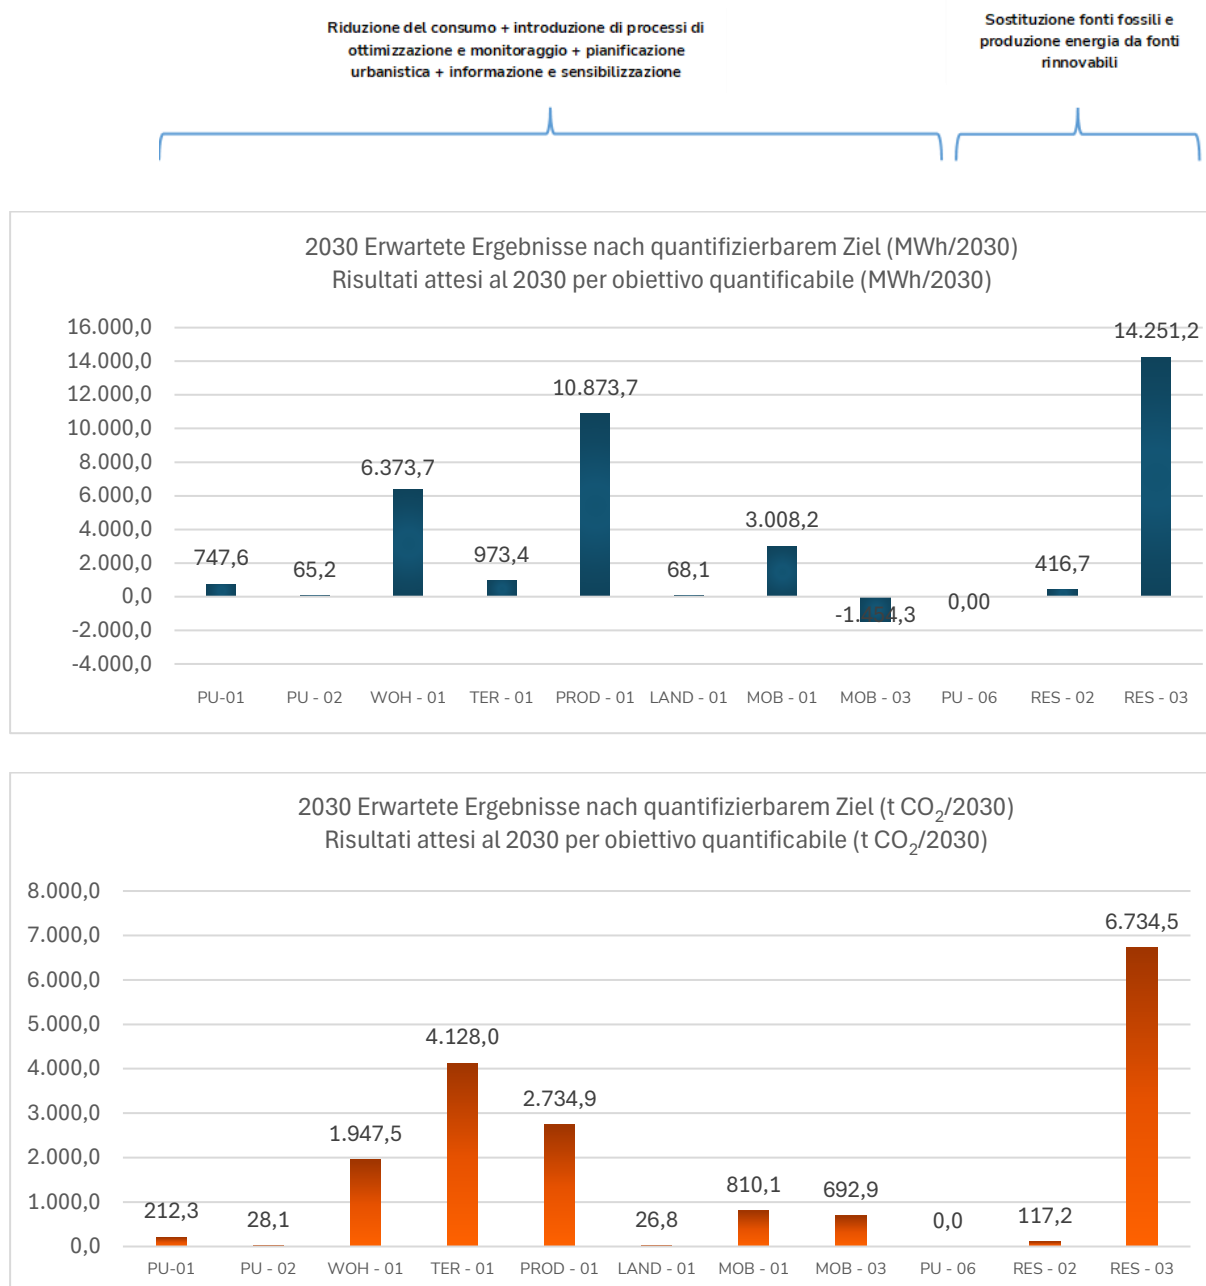 Riduzione del consumo + introduzione di processi di
ottimizzazione e monitoraggio + pianificazione
urbanistica + informazione e sensibilizzazione
Sostituzione fonti fossili e
produzione energia da fonti
rinnovabili
2030 Erwartete Ergebnisse nach quantifizierbarem Ziel (MWh/2030)
Risultati attesi al 2030 per obiettivo quantificabile (MWh/2030)
16.000,0
14.000,0
12.000,0
10.000,0
8.000,0
6.000,0
4.000,0
2.000,0
0,0
-2.000,0
-4.000,0
747,6
65,2
6.373,7
973,4
10.873,7
68,1
3.008,2
0,00
416,7
14.251,2
PU-01
PU - 02
WOH - 01
TER - 01
PROD - 01
LAND - 01
MOB - 01
MOB - 03
PU - 06
RES - 02
RES - 03
2030 Erwartete Ergebnisse nach quantifizierbarem Ziel (t CO₂/2030)
Risultati attesi al 2030 per obiettivo quantificabile (t CO₂/2030)
8.000,0
7.000,0
6.000,0
5.000,0
4.000,0
3.000,0
2.000,0
1.000,0
0,0
212,3
28,1
1.947,5
4.128,0
2.734,9
26,8
810,1
692,9
0,0
117,2
6.734,5
PU-01
PU - 02
WOH - 01
TER - 01
PROD - 01
LAND - 01
MOB - 01
MOB - 03
PU - 06
RES - 02
RES - 03